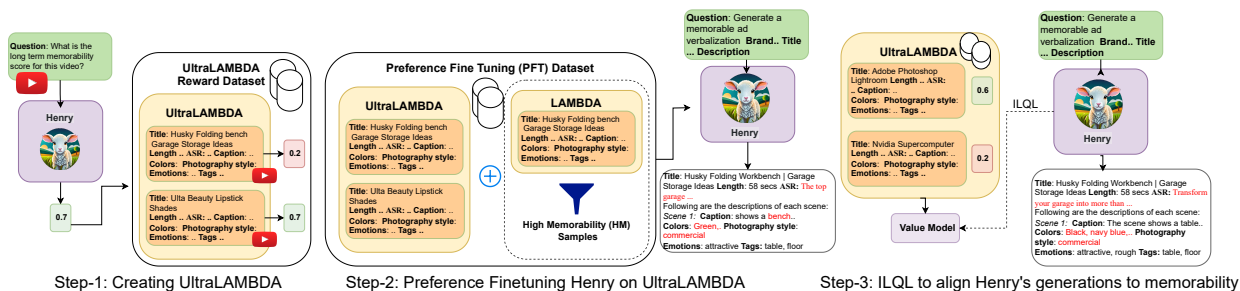 Question: What is the
long term memorability
score for this video?
Henry
0.7
UltraLAMBDA
Reward Dataset
UltraLAMBDA
Title: Husky Folding bench
Garage Storage Ideas
Length .. ASR: .. Caption: ..
Colors: Photography style:
Emotions: .. Tags ..
0.2
Title: Ulta Beauty Lipstick
Shades
Length .. ASR: .. Caption: ..
Colors: Photography style:
Emotions: .. Tags ..
0.7
Step-1: Creating UltraLAMBDA
Preference Fine Tuning (PFT) Dataset
UltraLAMBDA
Title: Husky Folding bench
Garage Storage Ideas
Length .. ASR: .. Caption: ..
Colors: Photography style:
Emotions: .. Tags ..
Title: Ulta Beauty Lipstick
Shades
Length .. ASR: .. Caption: ..
Colors: Photography style:
Emotions: .. Tags ..
LAMBDA
Title: Husky Folding bench
Garage Storage Ideas
Length .. ASR: .. Caption: ..
Colors: Photography style:
Emotions: .. Tags ..
High Memorability (HM)
Samples
Question: Generate a
memorable ad
verbalization Brand.. Title
... Description
Henry
Title: Husky Folding Workbench | Garage
Storage Ideas Length: 58 secs ASR: The top
garage ...
Following are the descriptions of each scene:
Scene 1: Caption: shows a bench..
Colors: Green,.. Photography style:
commercial
Emotions: attractive Tags: table, floor
Step-2: Preference Finetuning Henry on UltraLAMBDA
UltraLAMBDA
Title: Adobe Photoshop
Lightroom Length .. ASR:
.. Caption: ..
Colors: Photography style:
Emotions: .. Tags ..
0.6
Title: Nvidia Supercomputer
Length .. ASR: .. Caption: ..
Colors: Photography style:
Emotions: .. Tags ..
0.2
Value Model
ILQL
Question: Generate a
memorable ad
verbalization Brand.. Title
... Description
Henry
Title: Husky Folding Workbench | Garage
Storage Ideas Length: 58 secs ASR: Transform
your garage into more than ...
Following are the descriptions of each scene:
Scene 1: Caption: The scene shows a table..
Colors: Black, navy blue,.. Photography
style: commercial
Emotions: attractive, rough Tags: table, floor
Step-3: ILQL to align Henry's generations to memorability